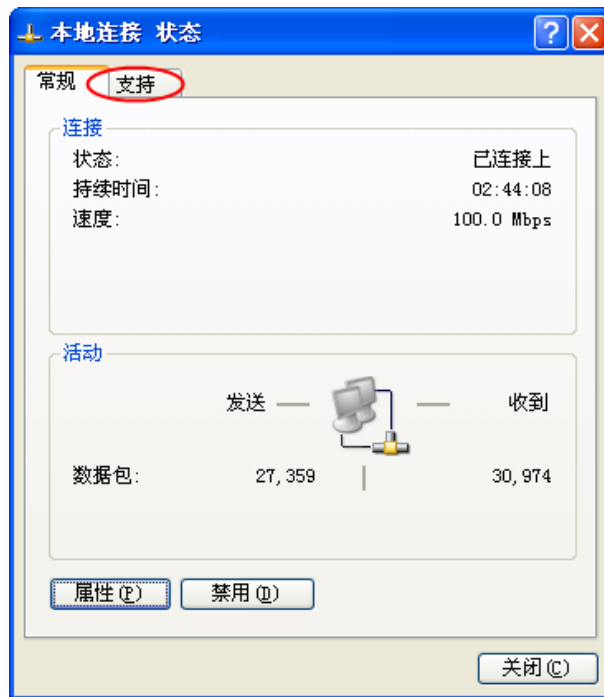 本地连接 状态
常规 支持
连接
状态: 已连接上
持续时间: 02:44:08
速度: 100.0 Mbps
活动
发送 — — 收到
数据包: 27,359 | 30,974
属性(P) 禁用(D)
关闭(C)